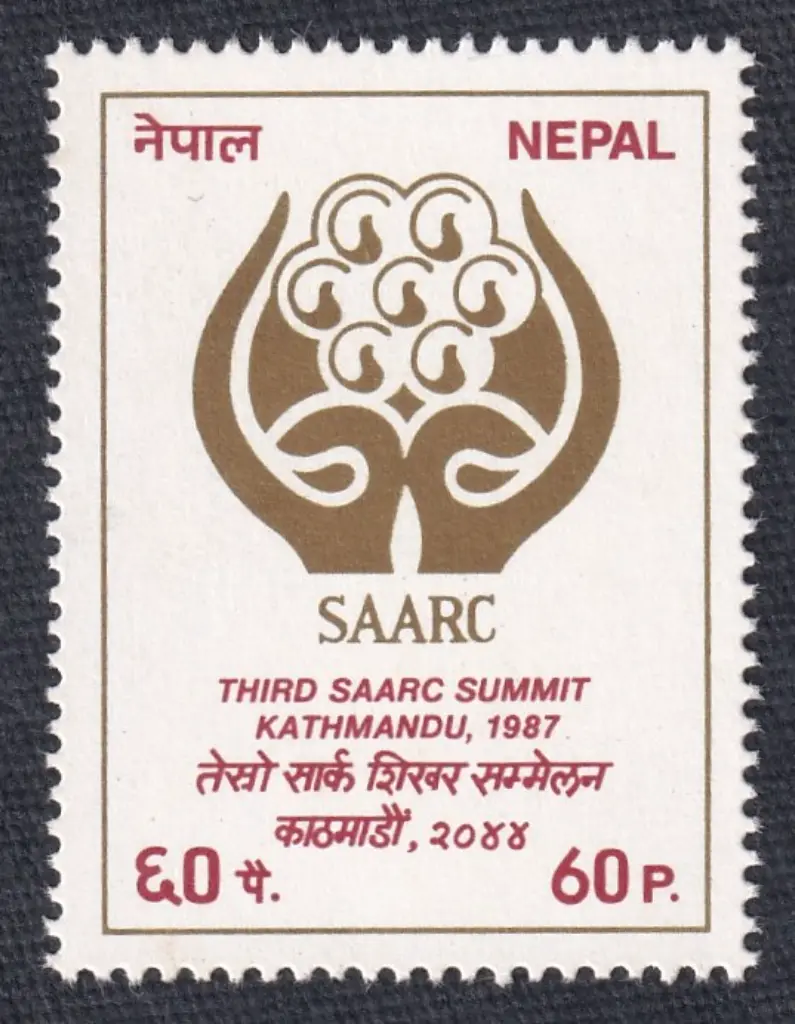 नेपाल NEPAL
SAARC
THIRD SAARC SUMMIT
KATHMANDU, 1987
तेस्रो सार्क शिखर सम्मेलन
काठमाडौं, २०४४
६० पै. 60 P.